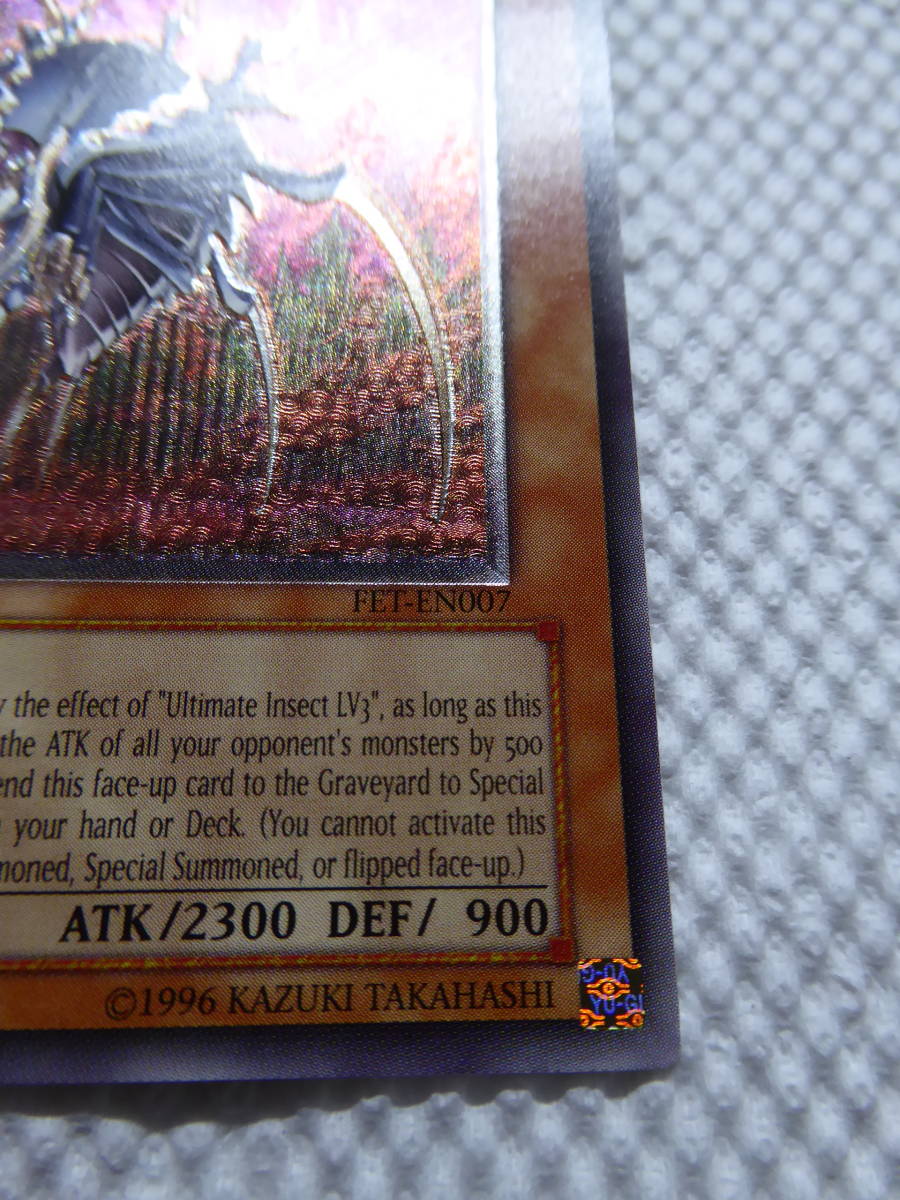 FET-EN007
the effect of "Ultimate Insect LV3", as long as this
the ATK of all your opponent's monsters by 500
end this face-up card to the Graveyard to Special
your hand or Deck. (You cannot activate this
moned, Special Summoned, or flipped face-up.)
ATK/2300 DEF/ 900
©1996 KAZUKI TAKAHASHI
YU-GI